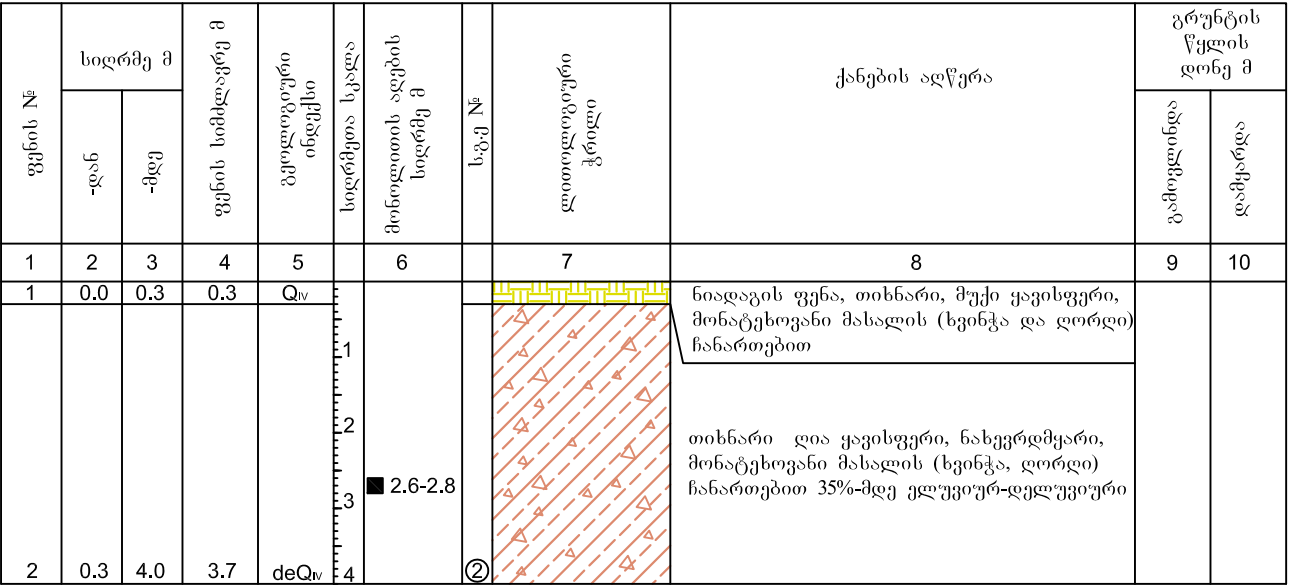 ფენის №
სიღრმე მ
-დან
-მდე
ფენის სიმძლავრე მ
გეოლოგიური
ინდექსი
სიღრმეთა სკალა
მონოლითის აღების
სიღრმე მ
ს.გ.ე №
ლითოლოგიური
ჭრილი
ქანების აღწერა
გრუნტის
წყლის
დონე მ
გამოვლინდა
დამყარდა
1 2 3 4 5 6 7 8 9 10
1 0.0 0.3 0.3 QIV
ნიადაგის ფენა, თიხნარი, მუქი ყავისფერი,
მონატეხოვანი მასალის (ხვინჭა და ღორღი)
ჩანართებით
1
2
თიხნარი ღია ყავისფერი, ნახევრდმყარი,
მონატეხოვანი მასალის (ხვინჭა, ღორღი)
ჩანართებით 35%-მდე ელუვიურ-დელუვიური
2.6-2.8
3
2 0.3 4.0 3.7 deQIV 4 2